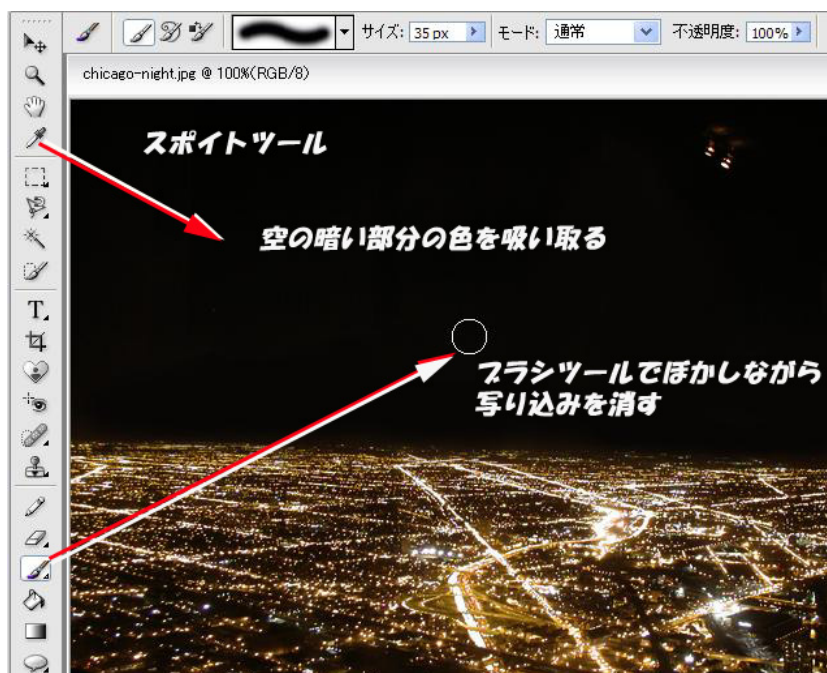 サイズ: 35 px モード: 通常 不透明度: 100%
chicago-night.jpg @ 100%(RGB/8)
スポイトツール
空の暗い部分の色を吸い取る
ブラシツールでぼかしながら
写り込みを消す
T